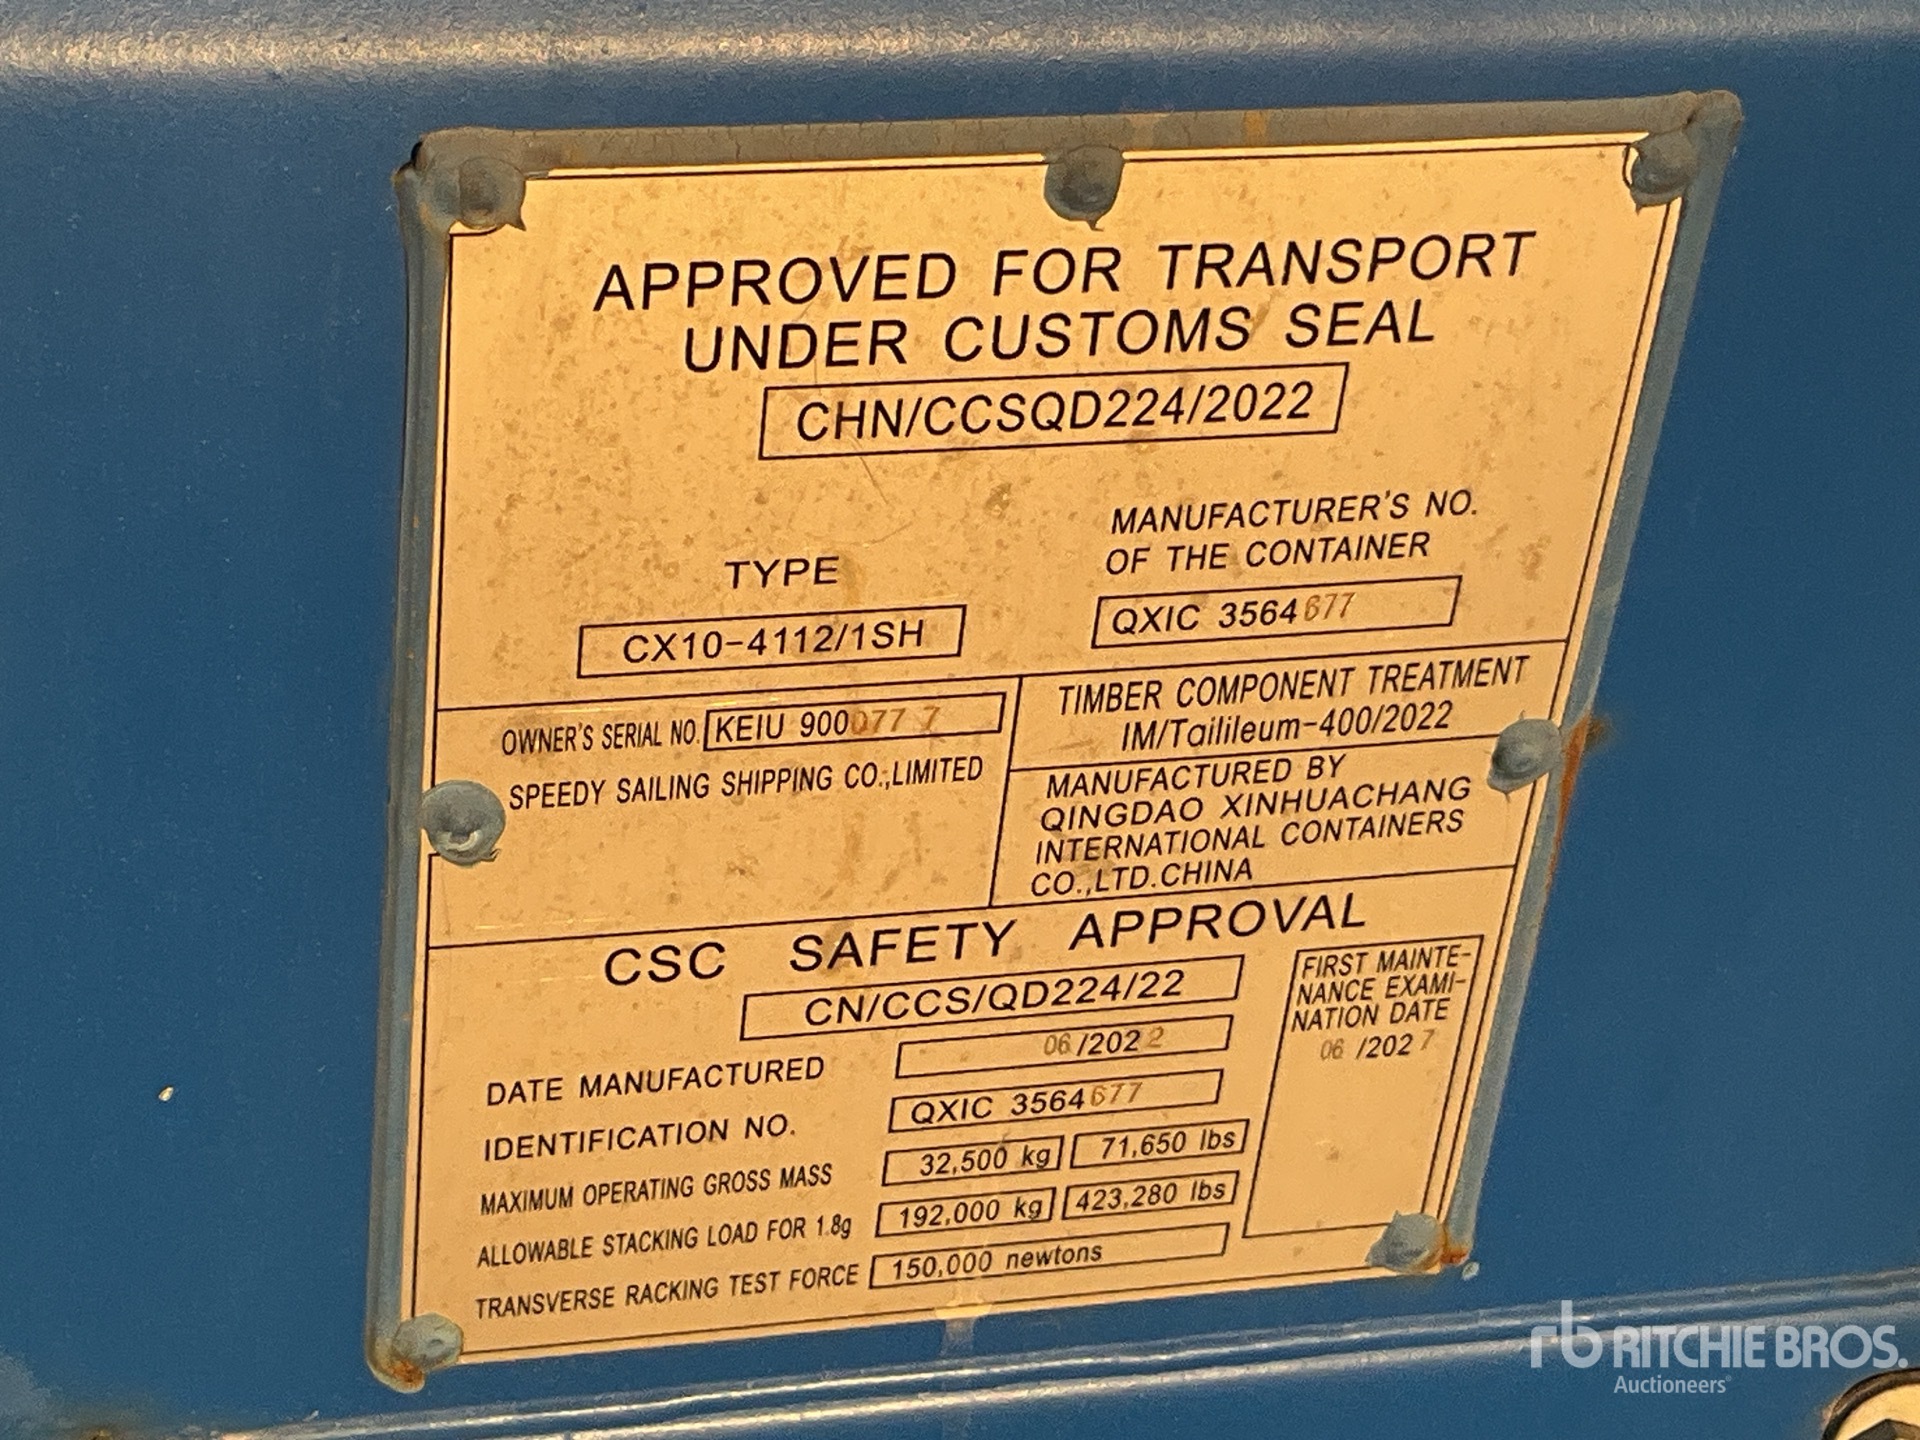 APPROVED FOR TRANSPORT
UNDER CUSTOMS SEAL
CHN/CCSQD224/2022
TYPE
CX10-4112/1SH
MANUFACTURER'S NO.
OF THE CONTAINER
QXIC 3564677
OWNER'S SERIAL NO. KEIU 900077 7
SPEEDY SAILING SHIPPING CO.,LIMITED
TIMBER COMPONENT TREATMENT
IM/Tailileum-400/2022
MANUFACTURED BY
QINGDAO XINHUACHANG
INTERNATIONAL CONTAINERS
CO.,LTD.CHINA
CSC SAFETY APPROVAL
CN/CCS/QD224/22
DATE MANUFACTURED 06/2022
IDENTIFICATION NO. QXIC 3564677
MAXIMUM OPERATING GROSS MASS 32,500 kg 71,650 lbs
ALLOWABLE STACKING LOAD FOR 1.8g 192,000 kg 423,280 lbs
TRANSVERSE RACKING TEST FORCE 150,000 newtons
FIRST MAINTE-
NANCE EXAMI-
NATION DATE
06 /2027
rb RITCHIE BROS.
Auctioneers